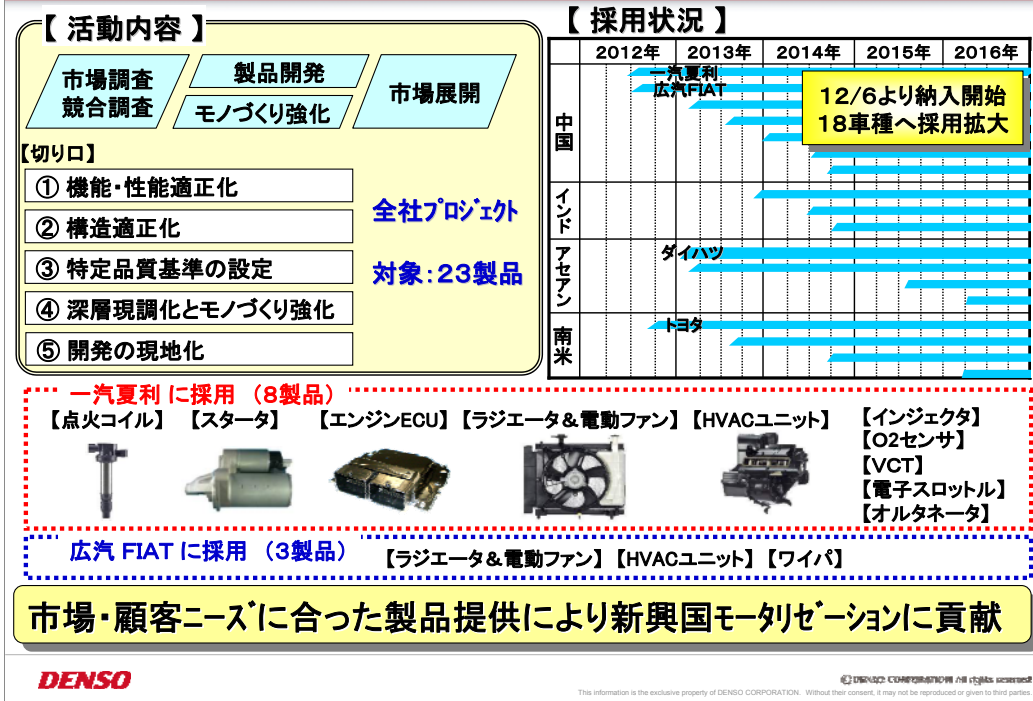 【 活動内容 】
市場調査
競合調査
製品開発
モノづくり強化
市場展開
【切り口】
① 機能・性能適正化
② 構造適正化
③ 特定品質基準の設定
④ 深層現調化とモノづくり強化
⑤ 開発の現地化
全社プロジェクト
対象：23製品
【 採用状況 】
2012年 2013年 2014年 2015年 2016年
中国
一汽夏利
広汽FIAT
12/6より納入開始
18車種へ採用拡大
インド
アセアン
ダイハツ
南米
トヨタ
一汽夏利 に採用 （8製品）
【点火コイル】 【スタータ】 【エンジンECU】 【ラジエータ＆電動ファン】 【HVACユニット】
【インジェクタ】
【O2センサ】
【VCT】
【電子スロットル】
【オルタネータ】
広汽 FIAT に採用 （3製品） 【ラジエータ＆電動ファン】 【HVACユニット】 【ワイパ】
市場・顧客ニーズに合った製品提供により新興国モータリゼーションに貢献
DENSO
© DENSO CORPORATION All rights reserved
This information is the exclusive property of DENSO CORPORATION. Without their consent, it may not be reproduced or given to third parties.